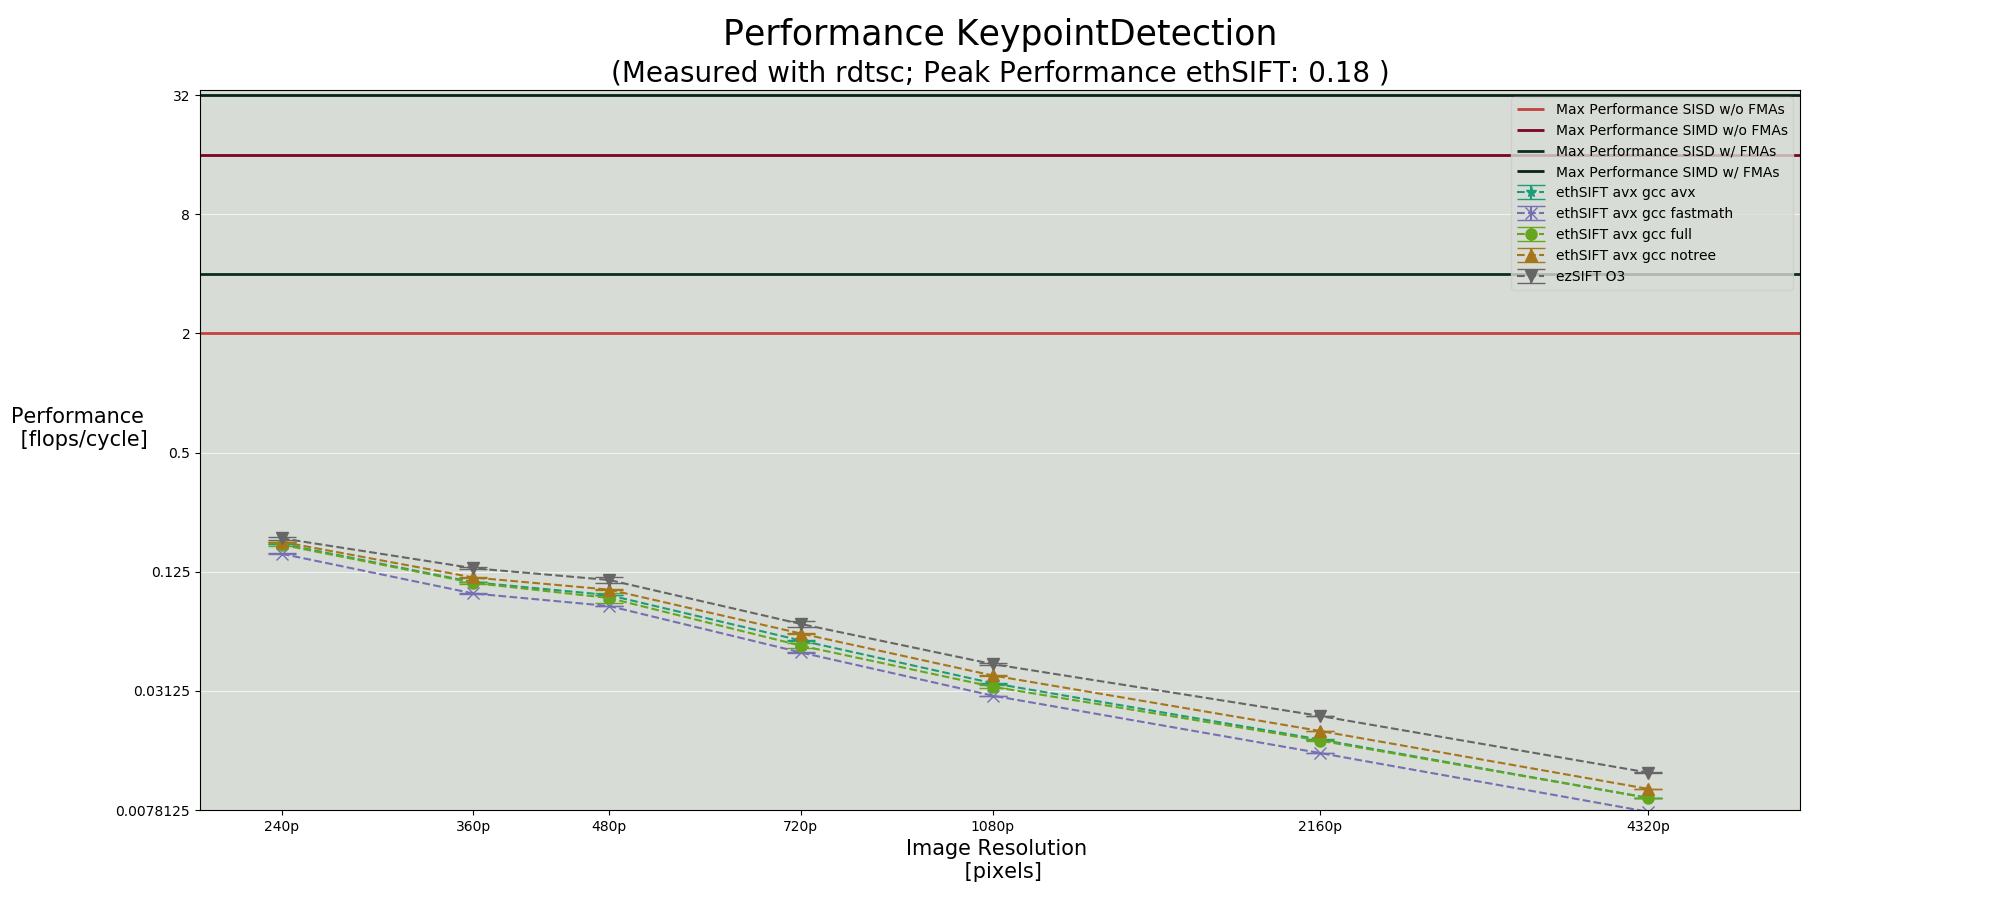 Performance KeypointDetection
(Measured with rdtsc; Peak Performance ethSIFT: 0.18 )
32
8
2
0.5
0.125
0.03125
0.0078125
Performance
[flops/cycle]
Max Performance SISD w/o FMAs
Max Performance SIMD w/o FMAs
Max Performance SISD w/ FMAs
Max Performance SIMD w/ FMAs
ethSIFT avx gcc avx
ethSIFT avx gcc fastmath
ethSIFT avx gcc full
ethSIFT avx gcc notree
ezSIFT O3
240p 360p 480p 720p 1080p 2160p 4320p
Image Resolution
[pixels]